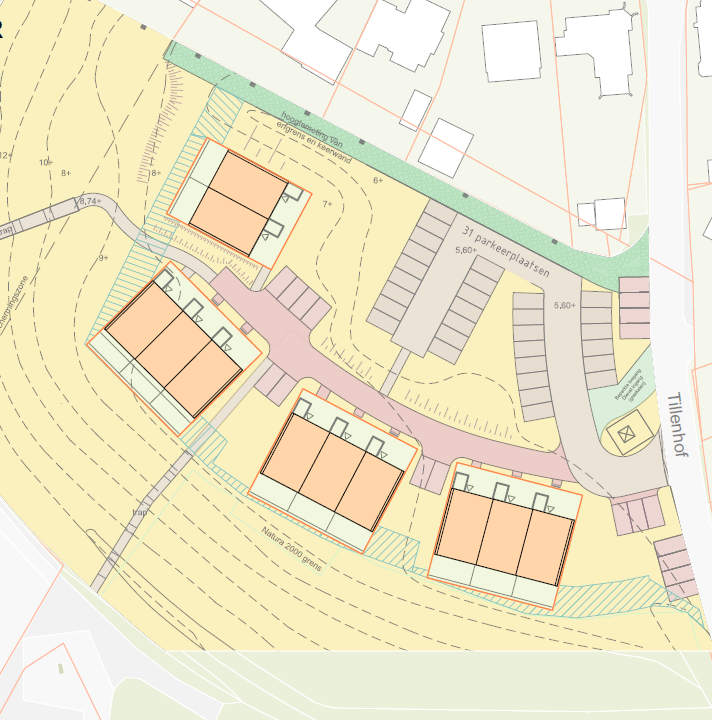 R
hoogtemeting van
erfgrens en keerwand
12+
10+
8+
8+
6+
7+
8,74+
trap
9+
31 parkeerplaatsen
5,60+
5,60+
Tillenhof
trap
Natura 2000 grens